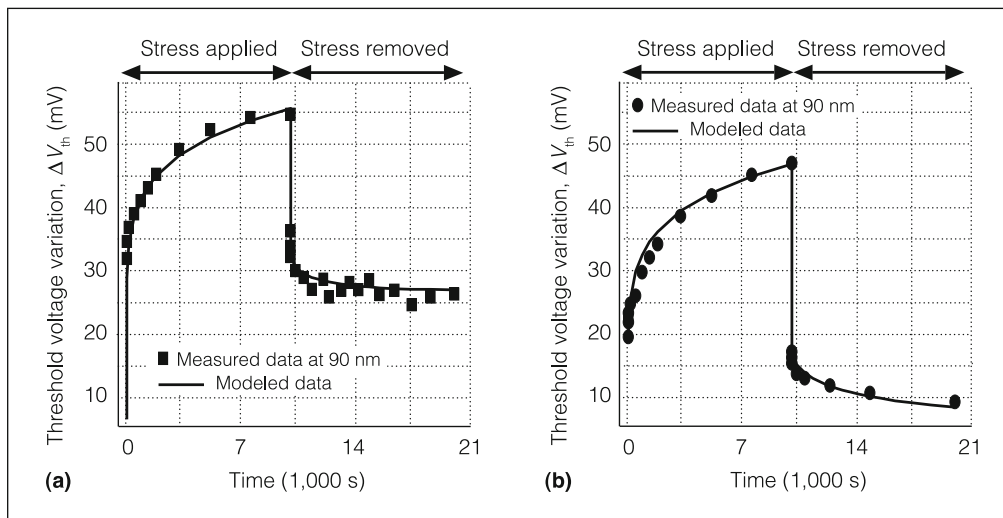 Stress applied Stress removed
Threshold voltage variation, ΔVth (mV)
50
40
30
20
10
Measured data at 90 nm
Modeled data
0 7 14 21
(a) Time (1,000 s)
Stress applied Stress removed
Threshold voltage variation, ΔVth (mV)
Measured data at 90 nm
Modeled data
50
40
30
20
10
0 7 14 21
(b) Time (1,000 s)